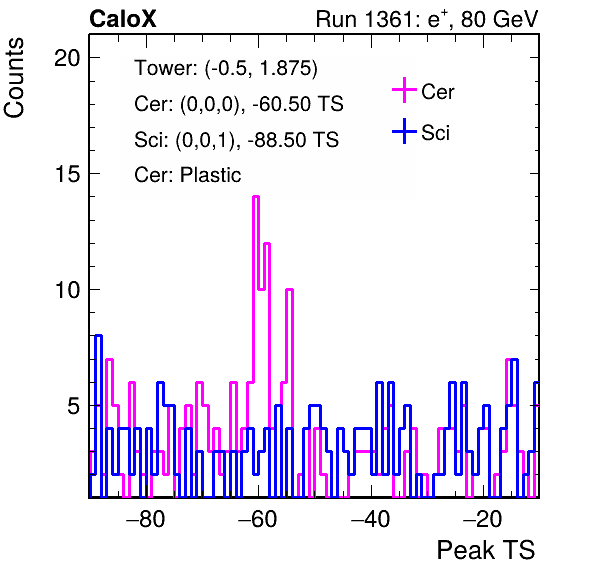 CaloX Run 1361: e⁺, 80 GeV
Counts
20
15
10
5
Tower: (-0.5, 1.875)
Cer: (0,0,0), -60.50 TS
Sci: (0,0,1), -88.50 TS
Cer: Plastic
Cer
Sci
−80 −60 −40 −20
Peak TS